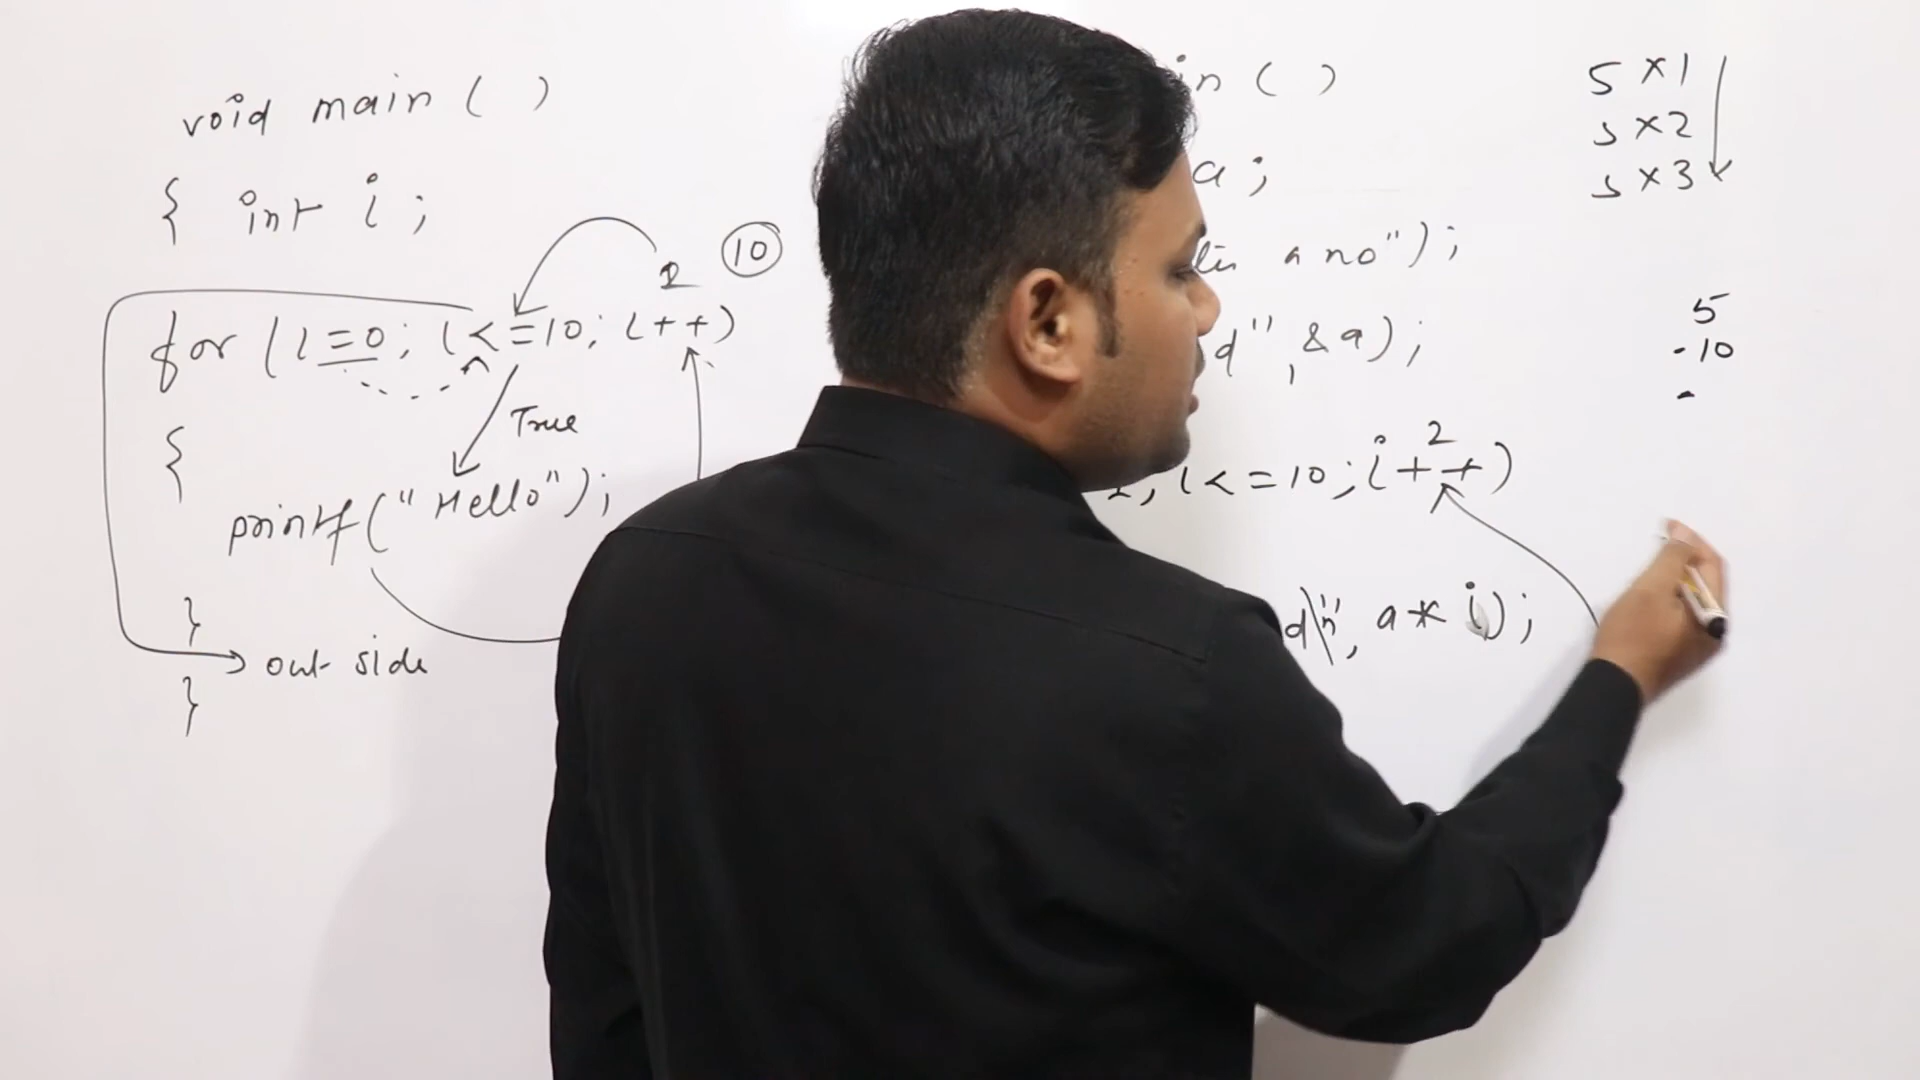 void main ( )
{ int i ;
1 10
for ( i = 0 ; i <= 10 ; i + + )
{
True
printf ( " Hello " ) ;
}
out side
}
in ( )
a ;
a no " ) ;
d " , & a ) ;
2
, i < = 10 ; i + + )
d\n" , a * i ) ;
5 × 1
5 × 2
5 × 3
5
- 10
-